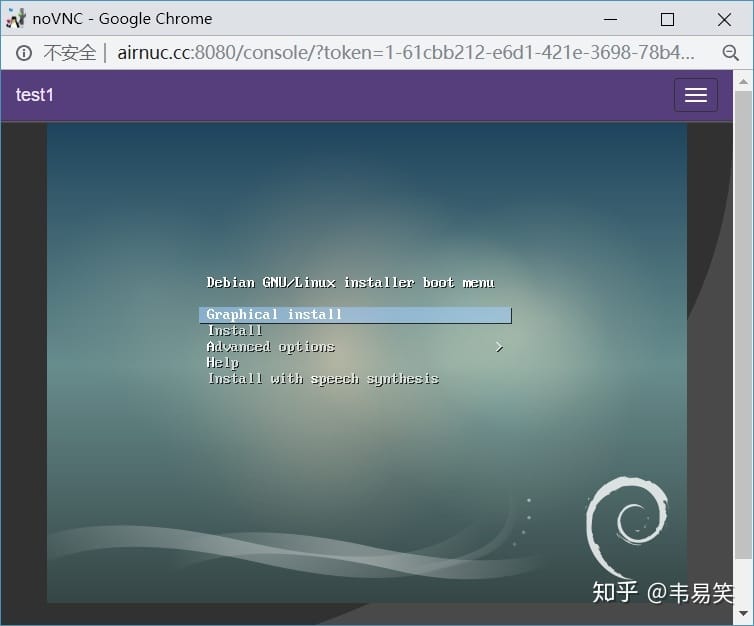 noVNC - Google Chrome
不安全 | airnuc.cc:8080/console/?token=1-61cbb212-e6d1-421e-3698-78b4...
test1
Debian GNU/Linux installer boot menu
Graphical install
Install
Advanced options >
Help
Install with speech synthesis
知乎 @韦易笑